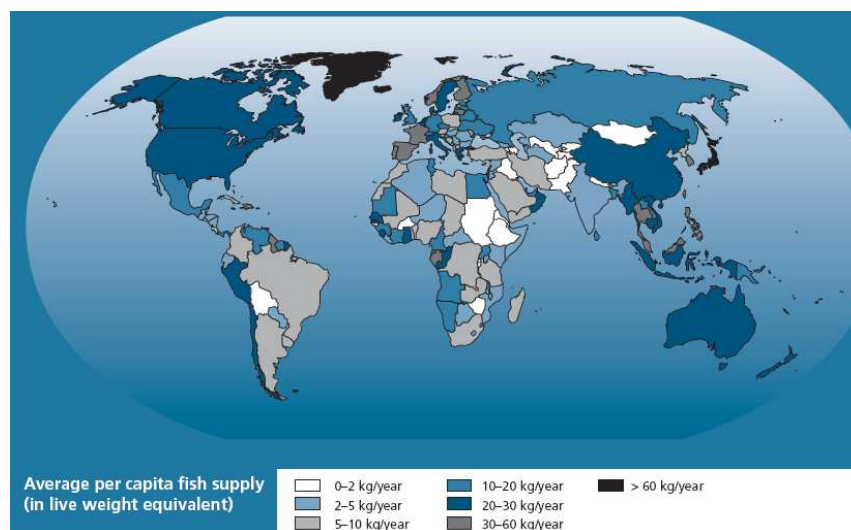 Average per capita fish supply
(in live weight equivalent)
0–2 kg/year
2–5 kg/year
5–10 kg/year
10–20 kg/year
20–30 kg/year
30–60 kg/year
> 60 kg/year